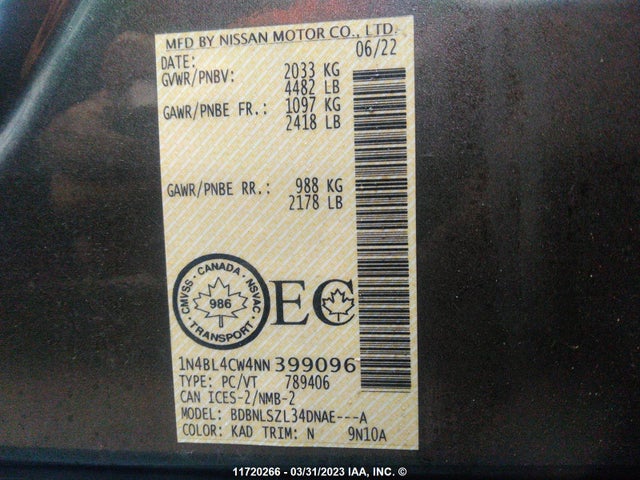 MFD BY NISSAN MOTOR CO., LTD.
DATE: 06/22
GVWR/PNBV: 2033 KG
4482 LB
GAWR/PNBE FR.: 1097 KG
2418 LB
GAWR/PNBE RR.: 988 KG
2178 LB
CMVSS · CANADA · NSVAC · TRANSPORT ·
986
EC
1N4BL4CW4NN399096
TYPE: PC/VT 789406
CAN ICES-2/NMB-2
MODEL: BDBNLSZL34DNAE---A
COLOR: KAD TRIM: N 9N10A
11720266 - 03/31/2023 IAA, INC. ©